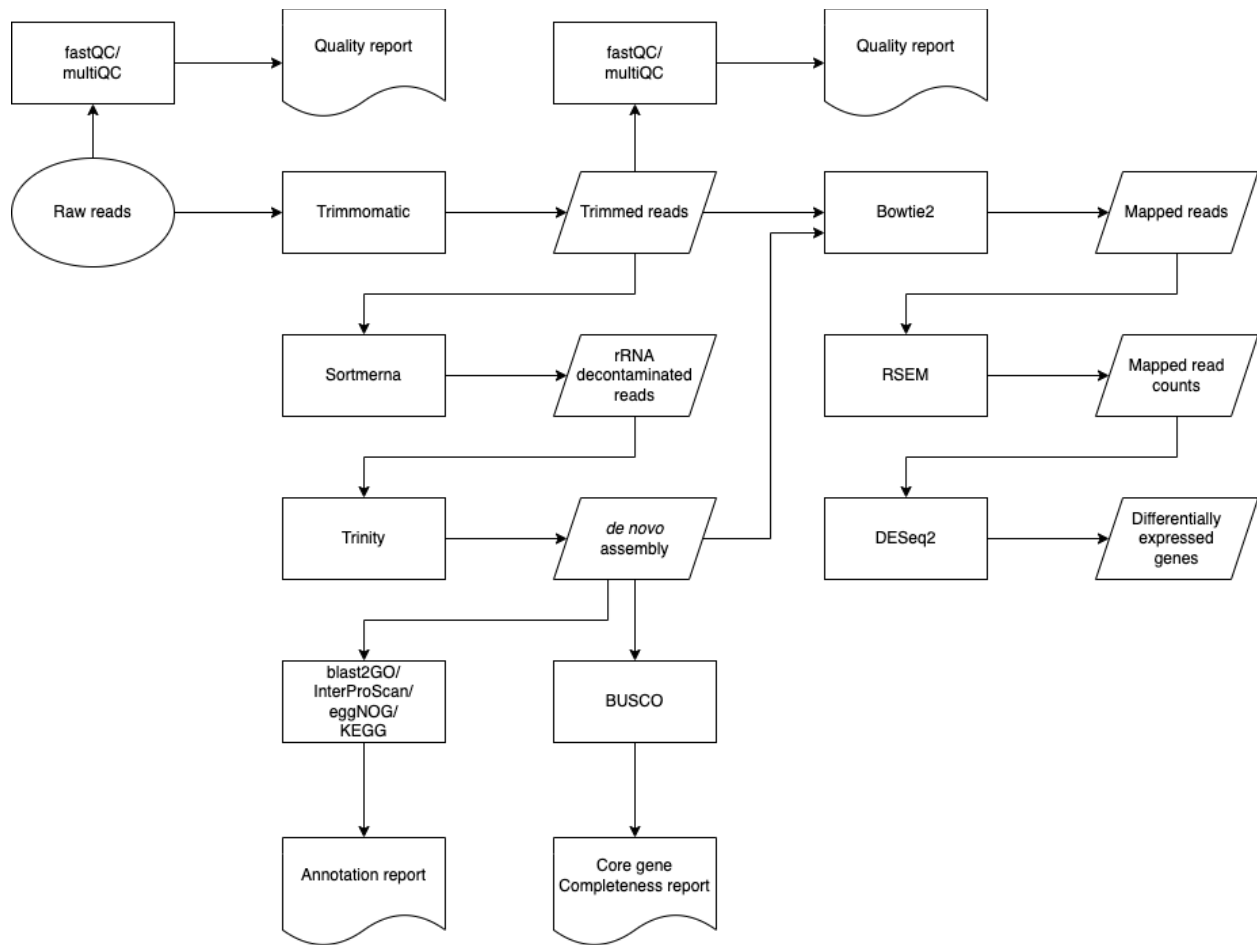 fastQC/
multiQC
Quality report
fastQC/
multiQC
Quality report
Raw reads
Trimmomatic
Trimmed reads
Bowtie2
Mapped reads
Sortmerna
rRNA
decontaminated
reads
RSEM
Mapped read
counts
Trinity
de novo
assembly
DESeq2
Differentially
expressed
genes
blast2GO/
InterProScan/
eggNOG/
KEGG
BUSCO
Annotation report
Core gene
Completeness report